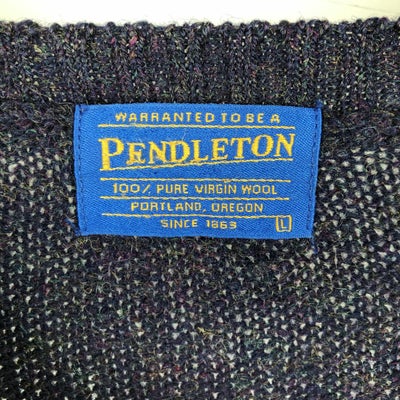 WARRANTED TO BE A
PENDLETON
100% PURE VIRGIN WOOL
PORTLAND, OREGON
SINCE 1863 L